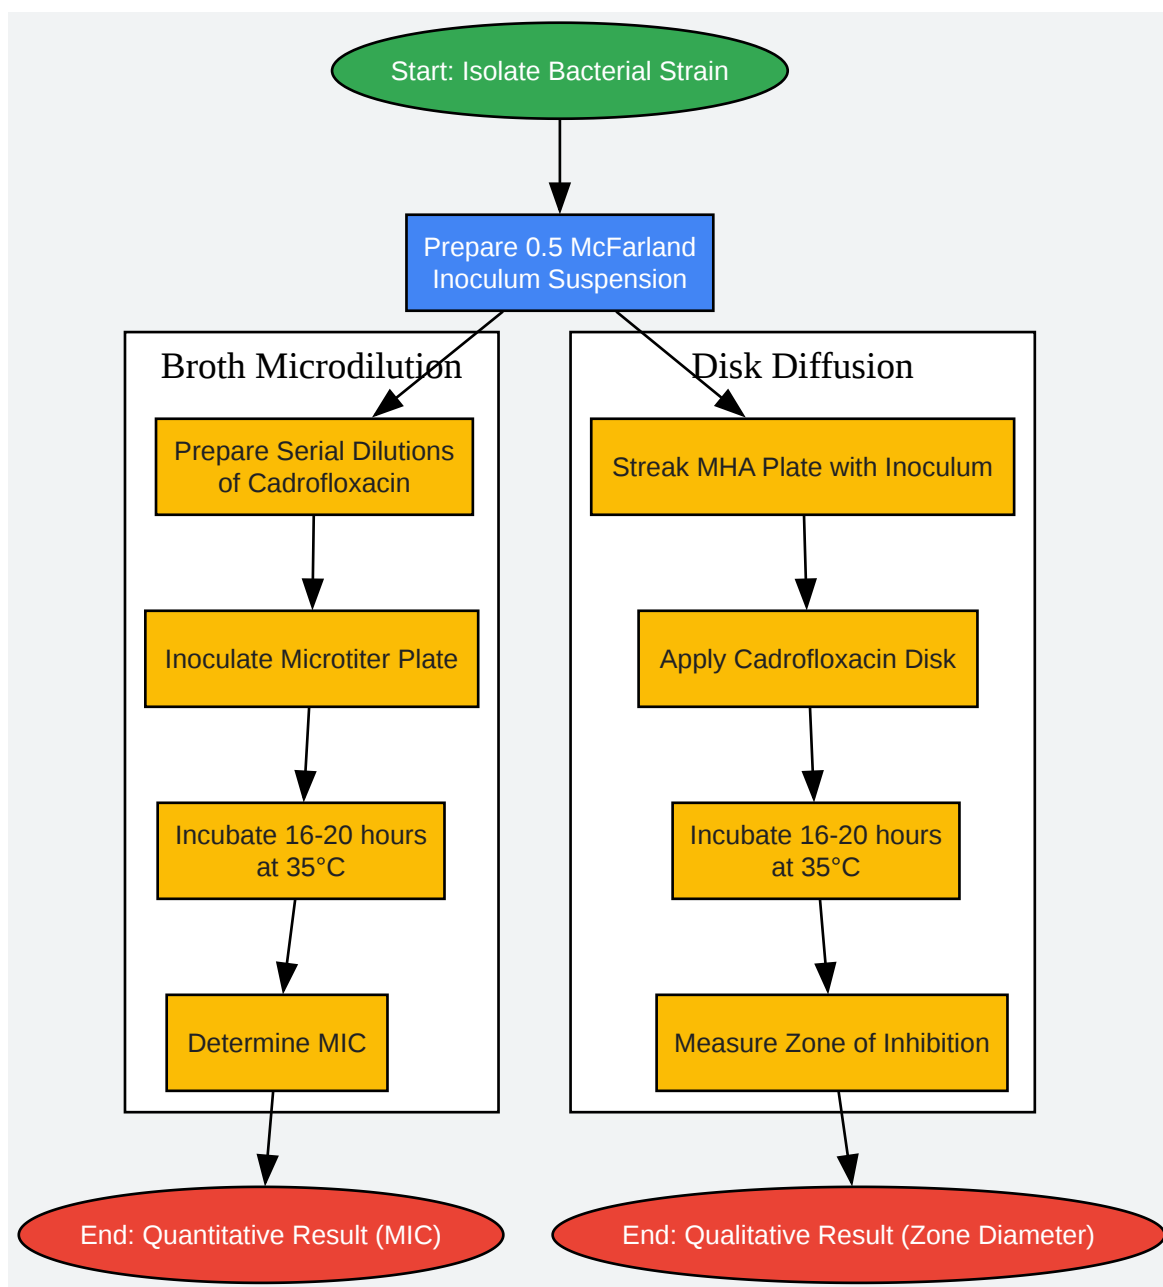 Start: Isolate Bacterial Strain
Prepare 0.5 McFarland
Inoculum Suspension
Broth Microdilution
Prepare Serial Dilutions
of Cadrofloxacin
Inoculate Microtiter Plate
Incubate 16-20 hours
at 35°C
Determine MIC
End: Quantitative Result (MIC)
Disk Diffusion
Streak MHA Plate with Inoculum
Apply Cadrofloxacin Disk
Incubate 16-20 hours
at 35°C
Measure Zone of Inhibition
End: Qualitative Result (Zone Diameter)